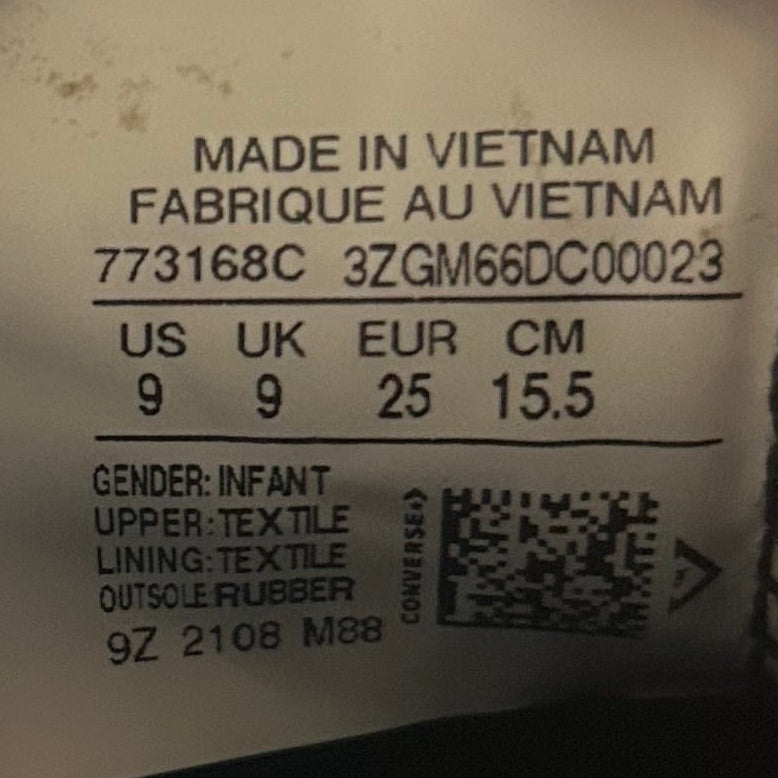 MADE IN VIETNAM
FABRIQUE AU VIETNAM
773168C 3ZGM66DC00023
US UK EUR CM
9 9 25 15.5
GENDER: INFANT
UPPER: TEXTILE
LINING: TEXTILE
OUTSOLE: RUBBER
9Z 2108 M88
CONVERSE